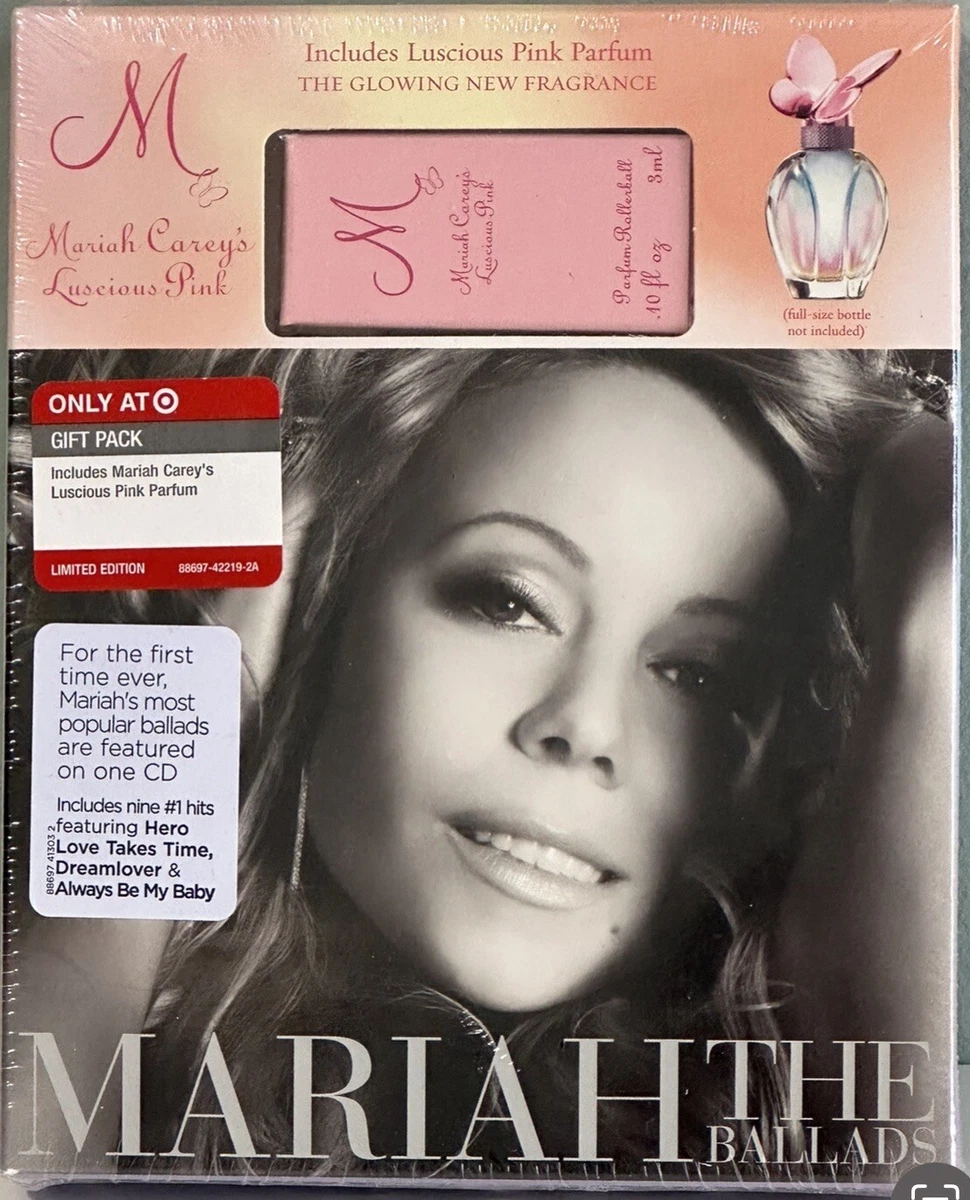 Includes Luscious Pink Parfum
THE GLOWING NEW FRAGRANCE
M
Mariah Carey's
Luscious Pink
M
Mariah Carey's
Luscious Pink
Parfum Rollerball
.10 fl oz 3ml
(full-size bottle
not included)
ONLY AT
GIFT PACK
Includes Mariah Carey's
Luscious Pink Parfum
LIMITED EDITION 88697-42219-2A
For the first
time ever,
Mariah's most
popular ballads
are featured
on one CD
Includes nine #1 hits
featuring Hero
Love Takes Time,
Dreamlover &
Always Be My Baby
88697 41303 2
MARIAH THE
BALLADS